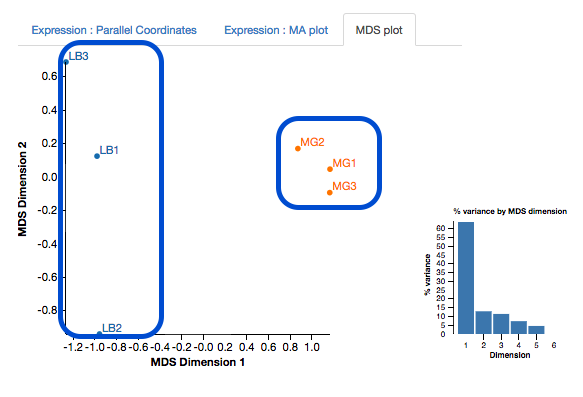 Expression : Parallel Coordinates Expression : MA plot MDS plot
LB3
0.6
0.4
0.2
0.0
-0.2
-0.4
-0.6
-0.8
MDS Dimension 2
LB1
MG2
MG1
MG3
LB2
-1.2 -1.0 -0.8 -0.6 -0.4 -0.2 0.0 0.2 0.4 0.6 0.8 1.0
MDS Dimension 1
% variance by MDS dimension
60
55
50
45
40
35
30
25
20
15
10
5
0
% variance
1 2 3 4 5 6
Dimension